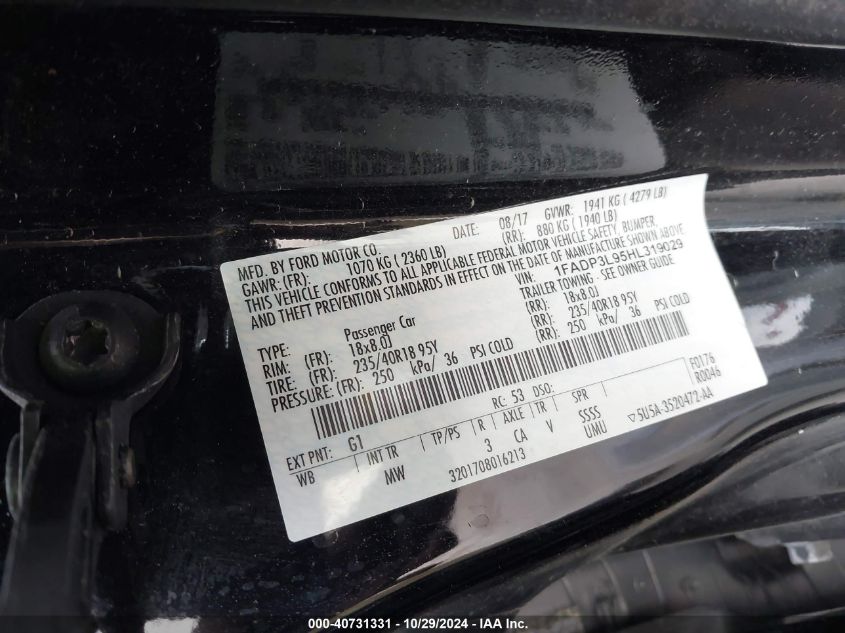 MFD. BY FORD MOTOR CO. DATE: 08/17 GVWR: 1941 KG ( 4279 LB)
GAWR: (FR): 1070 KG ( 2360 LB) (RR): 880 KG ( 1940 LB)
THIS VEHICLE CONFORMS TO ALL APPLICABLE FEDERAL MOTOR VEHICLE SAFETY, BUMPER,
AND THEFT PREVENTION STANDARDS IN EFFECT ON THE DATE OF MANUFACTURE SHOWN ABOVE
VIN: 1FADP3L95HL319029
TYPE: Passenger Car TRAILER TOWING - SEE OWNER GUIDE
RIM: (FR): 18x8.0J (RR): 18x8.0J
TIRE: (FR): 235/40R18 95Y (RR): 235/40R18 95Y
PRESSURE: (FR): 250 kPa/ 36 PSI COLD (RR): 250 kPa/ 36 PSI COLD
EXT PNT: G1 RC: 53 DSO: F0176
R0046
WB INT TR TP/PS R AXLE TR SPR
MW 3 CA V SSSS 5U5A-3520472-AA
UMU
3201708016213
000-40731331 - 10/29/2024 - IAAI.COM